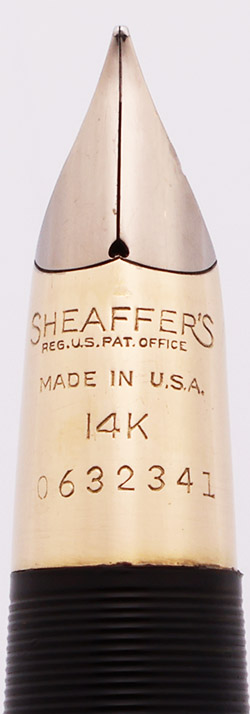 SHEAFFER'S
REG.U.S.PAT.OFFICE
MADE IN U.S.A.
14K
0632341